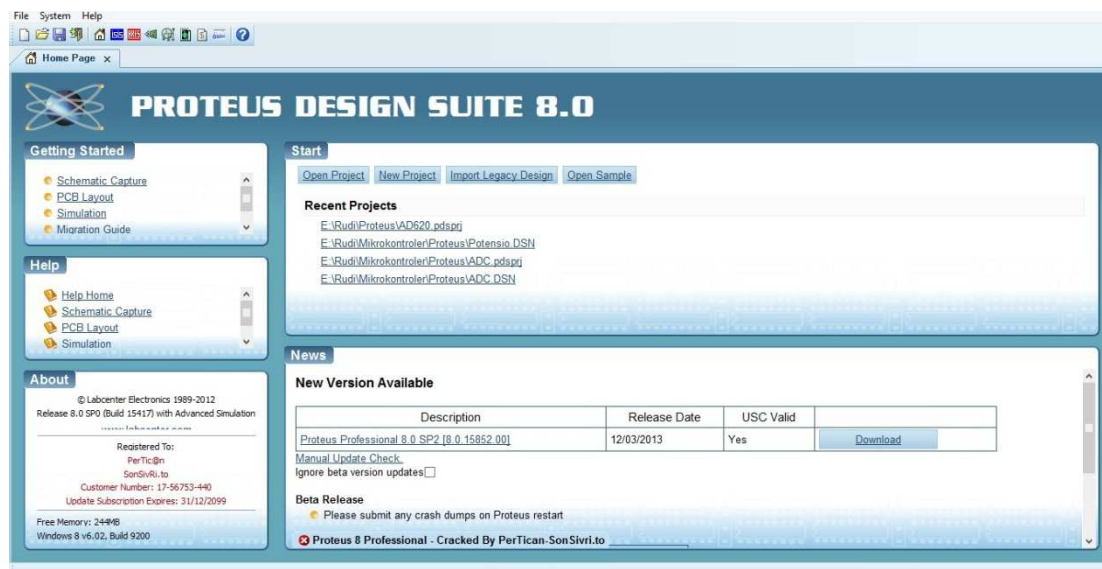 File System Help
Home Page x
PROTEUS DESIGN SUITE 8.0
Getting Started
Schematic Capture
PCB Layout
Simulation
Migration Guide
Help
Help Home
Schematic Capture
PCB Layout
Simulation
About
© Labcenter Electronics 1989-2012
Release 8.0 SP0 (Build 15417) with Advanced Simulation
Registered To:
PerTic@n
SonSivRi.to
Customer Number: 17-56753-440
Update Subscription Expires: 31/12/2099
Free Memory: 244MB
Windows 8 v6.02, Build 9200
Start
Open Project New Project Import Legacy Design Open Sample
Recent Projects
E:\Rudi\Proteus\AD620.pdsprj
E:\Rudi\Mikrokontroler\Proteus\Potensio.DSN
E:\Rudi\Mikrokontroler\Proteus\ADC.pdsprj
E:\Rudi\Mikrokontroler\Proteus\ADC.DSN
News
New Version Available
Description Release Date USC Valid
Proteus Professional 8.0 SP2 [8.0.15852.00] 12/03/2013 Yes Download
Manual Update Check.
Ignore beta version updates
Beta Release
Please submit any crash dumps on Proteus restart
Proteus 8 Professional - Cracked By PerTican-SonSivri.to